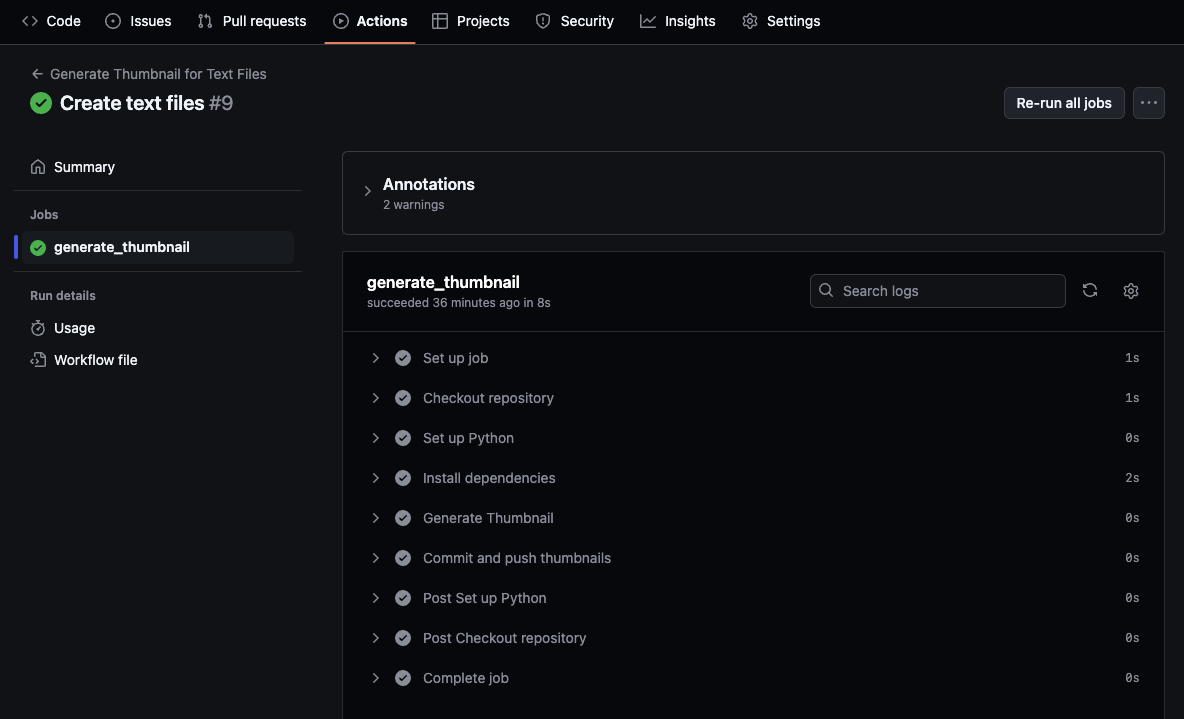 Code Issues Pull requests Actions Projects Security Insights Settings
Generate Thumbnail for Text Files
Create text files #9
Re-run all jobs
Summary
Jobs
generate_thumbnail
Run details
Usage
Workflow file
Annotations
2 warnings
generate_thumbnail
succeeded 36 minutes ago in 8s
Search logs
Set up job 1s
Checkout repository 1s
Set up Python 0s
Install dependencies 2s
Generate Thumbnail 0s
Commit and push thumbnails 0s
Post Set up Python 0s
Post Checkout repository 0s
Complete job 0s